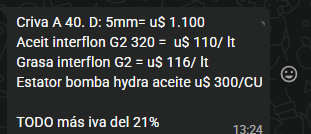 Criva A 40. D: 5mm= u$ 1.100
Aceit interflon G2 320 =  u$ 110/ lt
Grasa interflon G2 = u$ 116/ lt
Estator bomba hydra aceite u$ 300/CU
TODO más iva del 21%
13:24